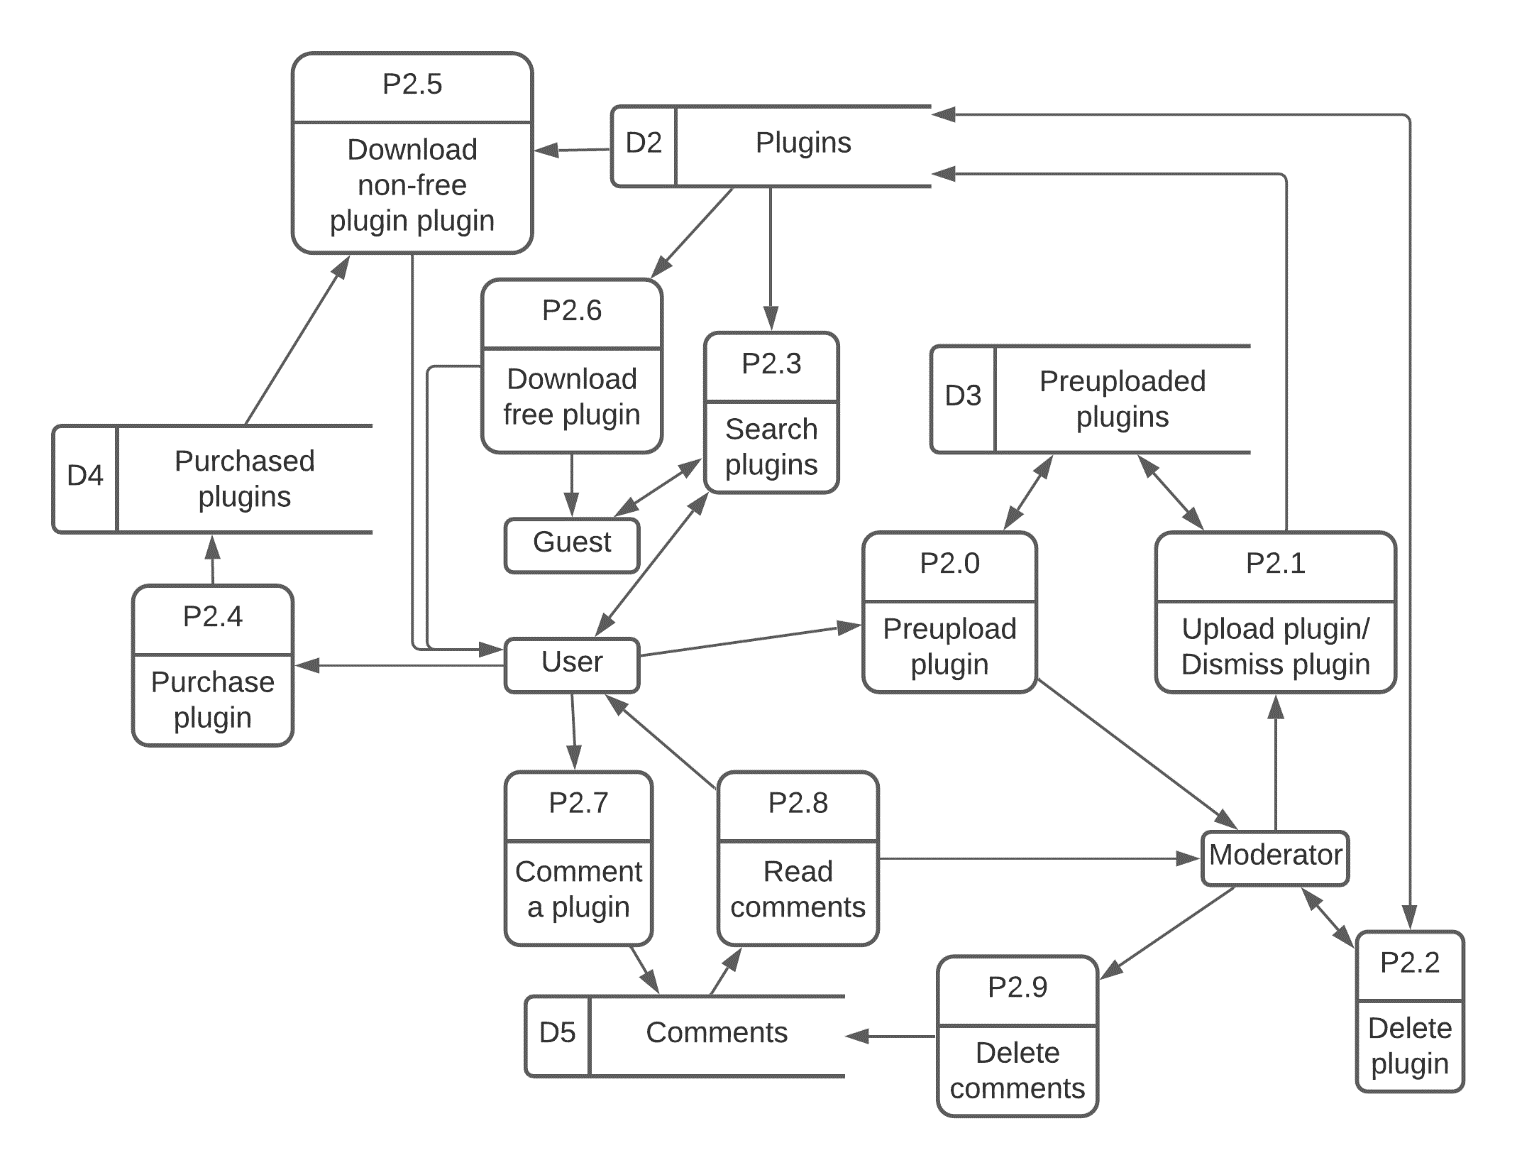 P2.5
Download
non-free
plugin plugin
D2
Plugins
P2.6
Download
free plugin
P2.3
Search
plugins
D3
Preuploaded
plugins
D4
Purchased
plugins
Guest
P2.0
Preupload
plugin
P2.1
Upload plugin/
Dismiss plugin
P2.4
Purchase
plugin
User
P2.7
Comment
a plugin
P2.8
Read
comments
Moderator
P2.2
Delete
plugin
P2.9
Delete
comments
D5
Comments